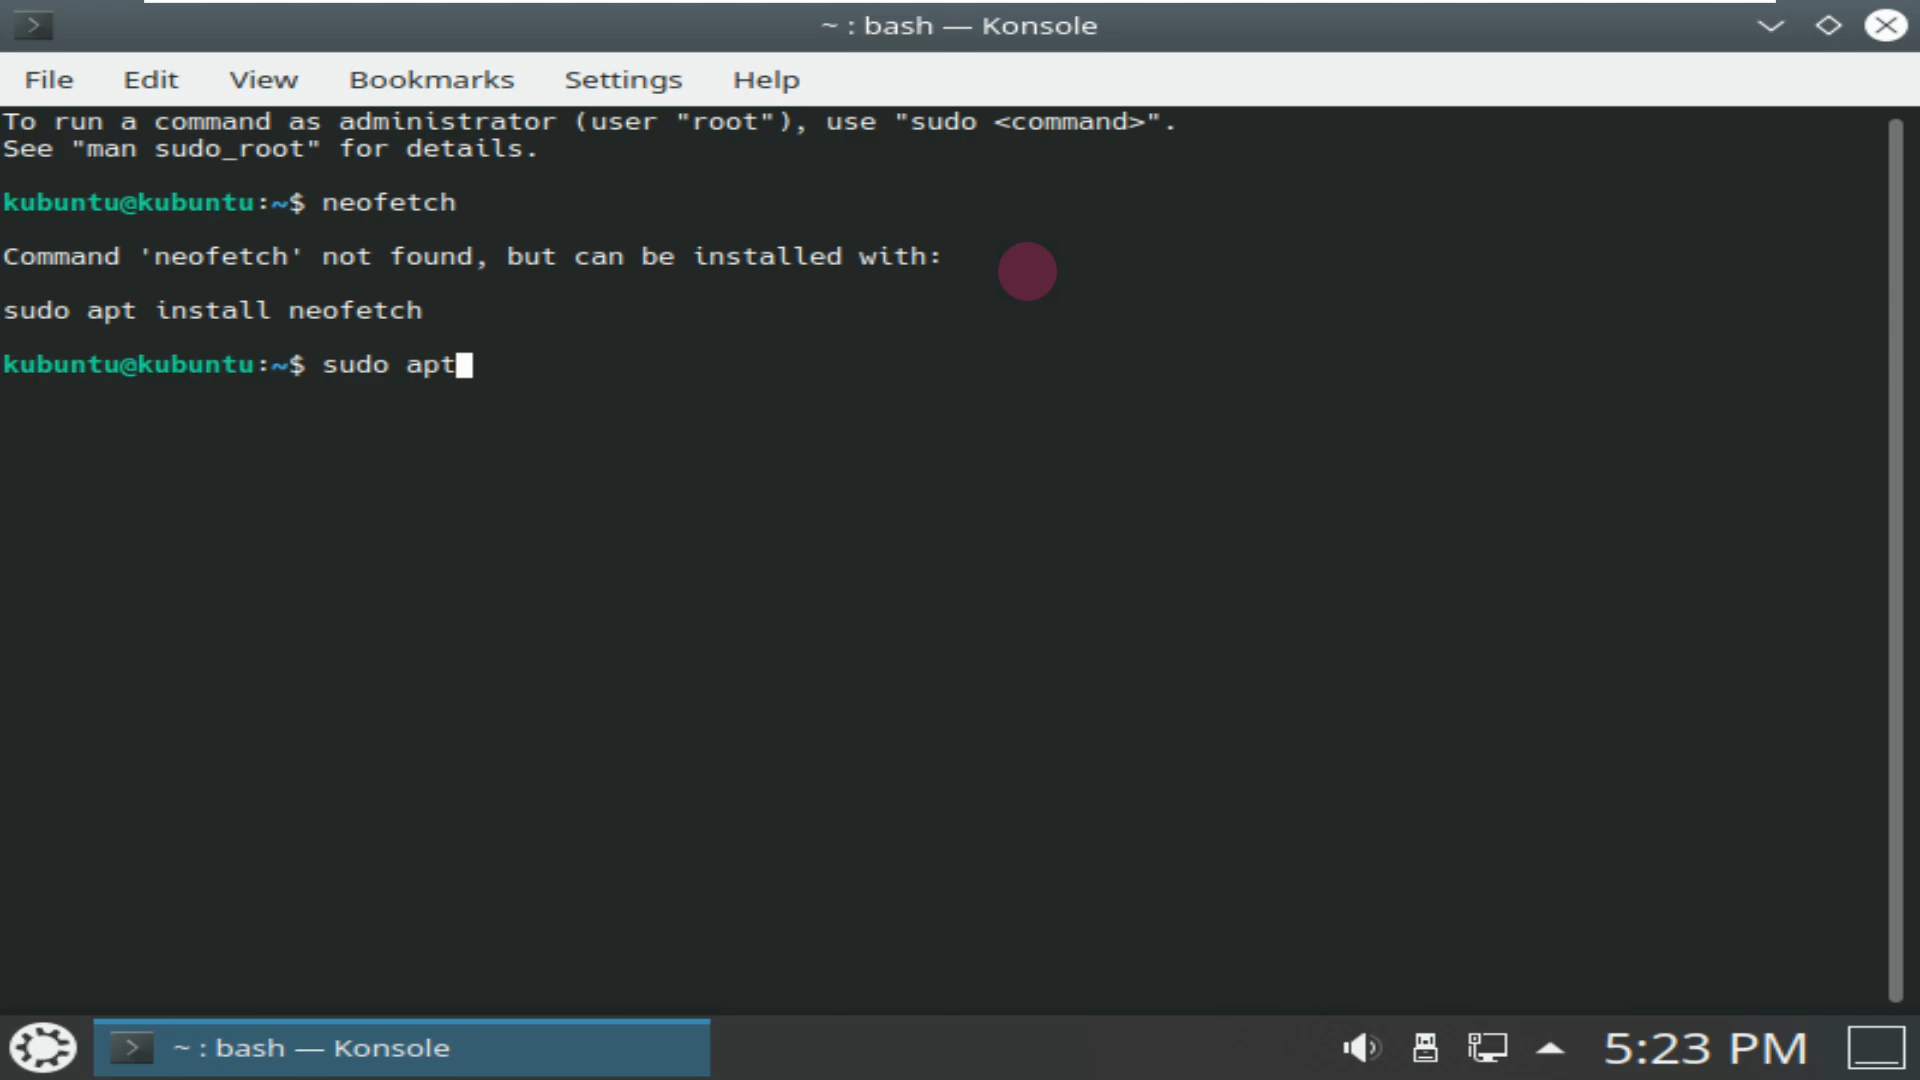 ~ : bash — Konsole
File Edit View Bookmarks Settings Help
To run a command as administrator (user "root"), use "sudo <command>".
See "man sudo_root" for details.
kubuntu@kubuntu:~$ neofetch
Command 'neofetch' not found, but can be installed with:
sudo apt install neofetch
kubuntu@kubuntu:~$ sudo apt
~ : bash — Konsole
5:23 PM